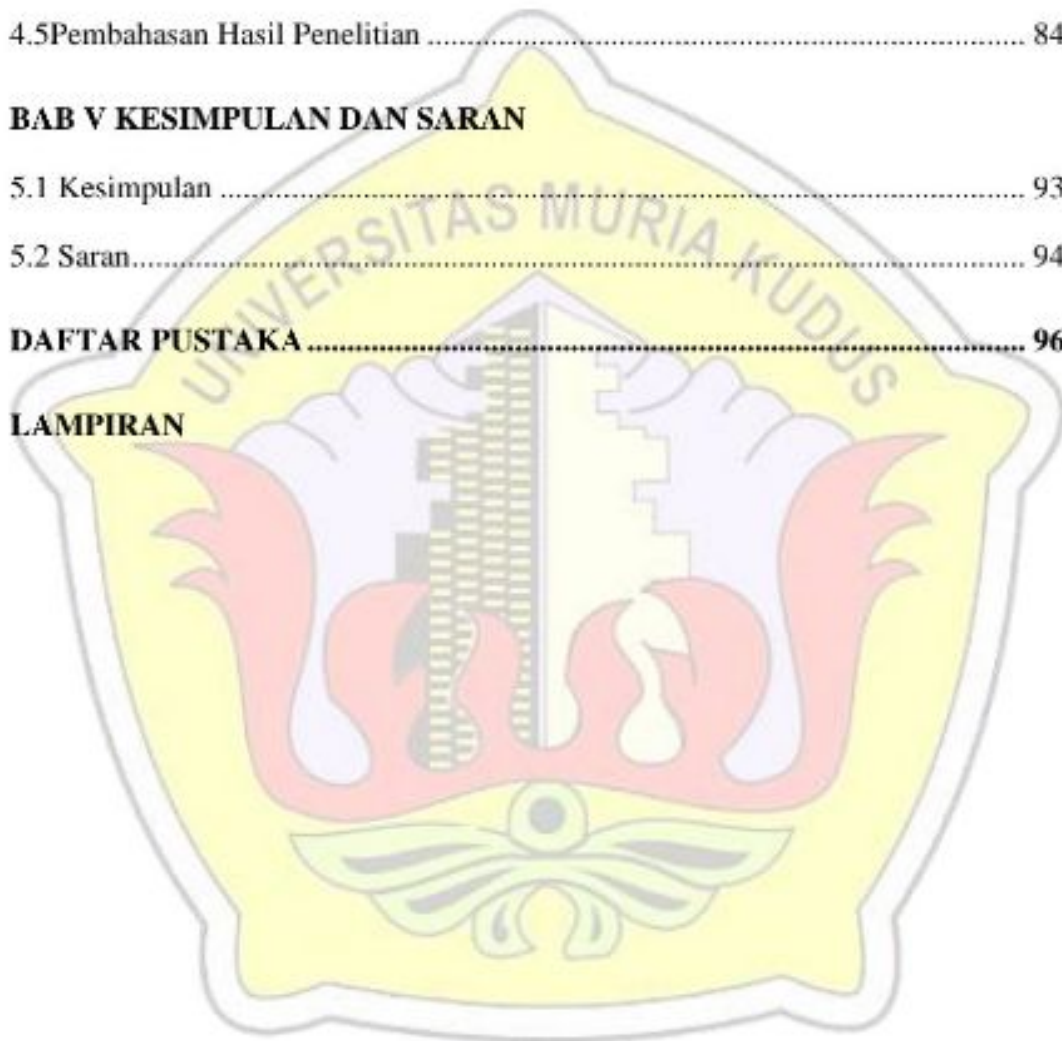 4.5Pembahasan Hasil Penelitian ........................................................................................ 84
BAB V KESIMPULAN DAN SARAN
5.1 Kesimpulan ........................................................................................ 93
5.2 Saran........................................................................................ 94
DAFTAR PUSTAKA ........................................................................................ 96
LAMPIRAN
UNIVERSITAS MURIA KUDUS